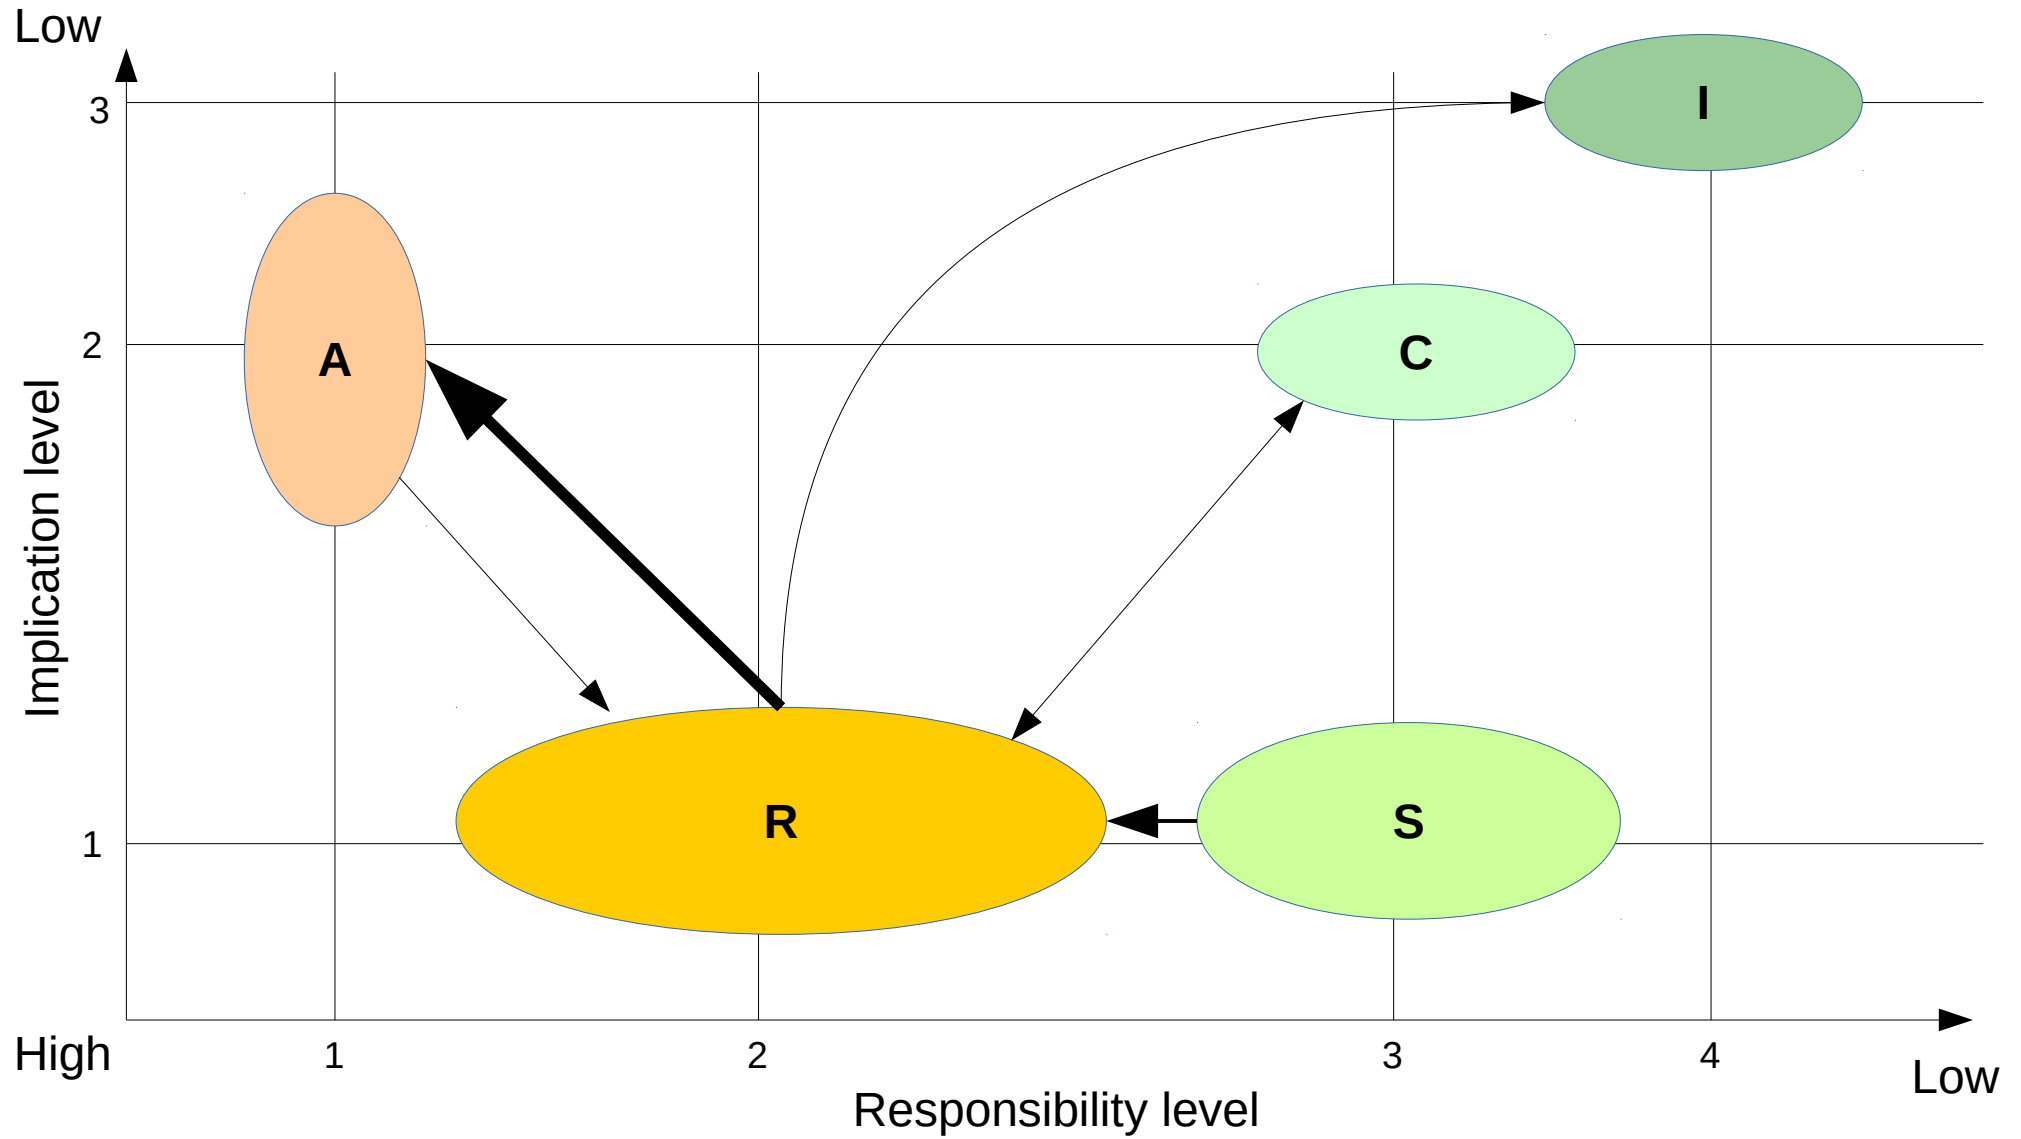 Low
3
I
2
A
C
Implication level
R
S
1
High
1
2
3
4
Low
Responsibility level